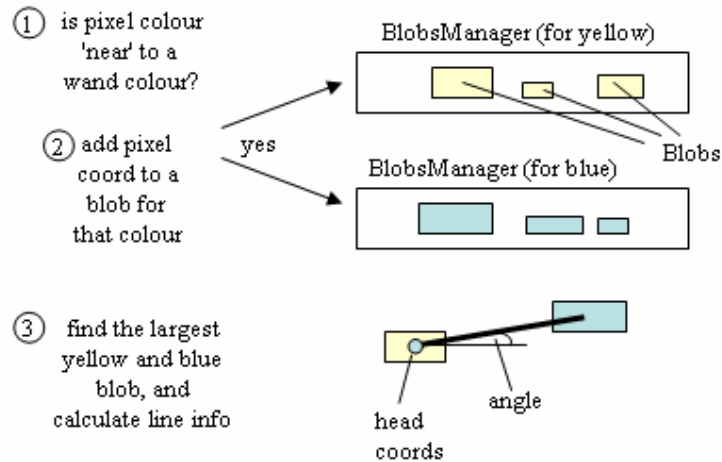 1 is pixel colour
'near' to a
wand colour?
2 add pixel
coord to a
blob for
that colour
yes
BlobsManager (for yellow)
Blobs
BlobsManager (for blue)
3 find the largest
yellow and blue
blob, and
calculate line info
head
coords
angle